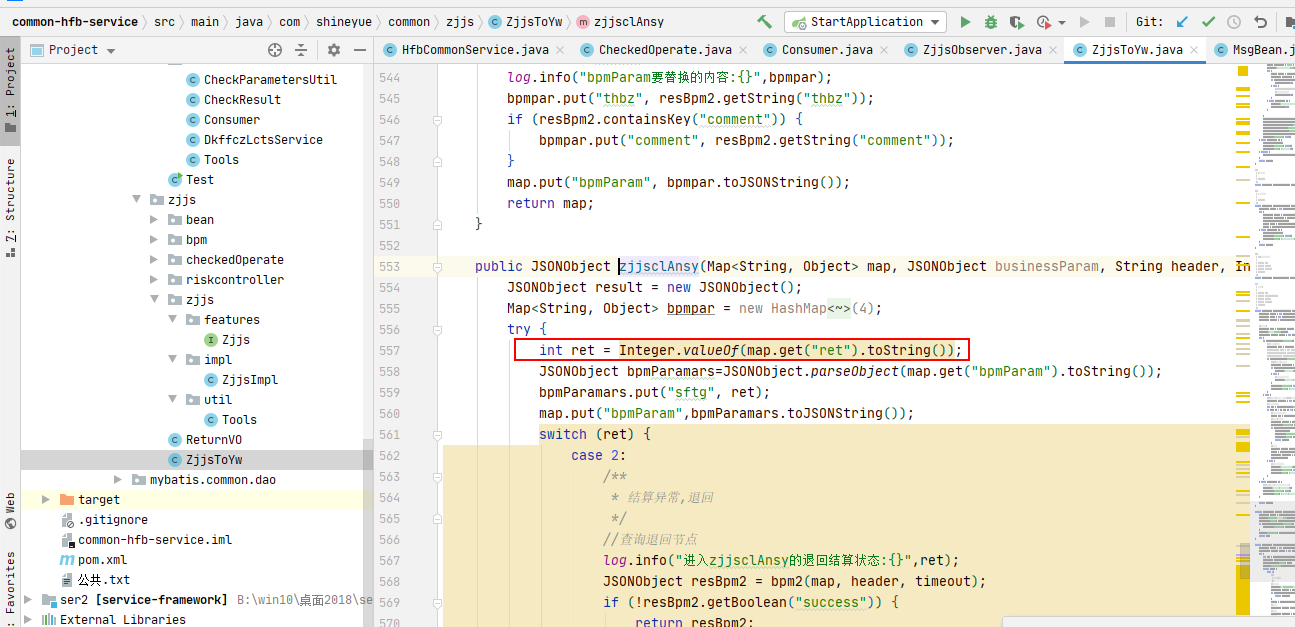 common-hfb-service
src
main
java
com
shineyue
common
zjjs
ZjjsToYw
zjjsclAnsy
StartApplication
Git:
Project
HfbCommonService.java
CheckedOperate.java
Consumer.java
ZjjsObserver.java
ZjjsToYw.java
MsgBean.j
1: Project
7: Structure
Web
Favorites
CheckParametersUtil
CheckResult
Consumer
DkffczLctsService
Tools
Test
zjjs
bean
bpm
checkedOperate
riskcontroller
zjjs
features
Zjjs
impl
ZjjsImpl
util
Tools
ReturnVO
ZjjsToYw
mybatis.common.dao
target
.gitignore
common-hfb-service.iml
pom.xml
公共.txt
ser2 [service-framework] B:\win10\桌面2018\se
External Libraries
544 log.info("bpmParam要替换的内容:{}",bpmpar);
545 bpmpar.put("thbz", resBpm2.getString("thbz"));
546 if (resBpm2.containsKey("comment")) {
547 bpmpar.put("comment", resBpm2.getString("comment"));
548 }
549 map.put("bpmParam", bpmpar.toJSONString());
550 return map;
551 }
552
553 public JSONObject zjjsclAnsy(Map<String, Object> map, JSONObject businessParam, String header, In
554 JSONObject result = new JSONObject();
555 Map<String, Object> bpmpar = new HashMap<~>(4);
556 try {
557 int ret = Integer.valueOf(map.get("ret").toString());
558 JSONObject bpmParamars=JSONObject.parseObject(map.get("bpmParam").toString());
559 bpmParamars.put("sftg", ret);
560 map.put("bpmParam",bpmParamars.toJSONString());
561 switch (ret) {
562 case 2:
563 /**
564 * 结算异常,退回
565 */
566 //查询退回节点
567 log.info("进入zjjsclAnsy的退回结算状态:{}",ret);
568 JSONObject resBpm2 = bpm2(map, header, timeout);
569 if (!resBpm2.getBoolean("success")) {
570 return resBpm2;